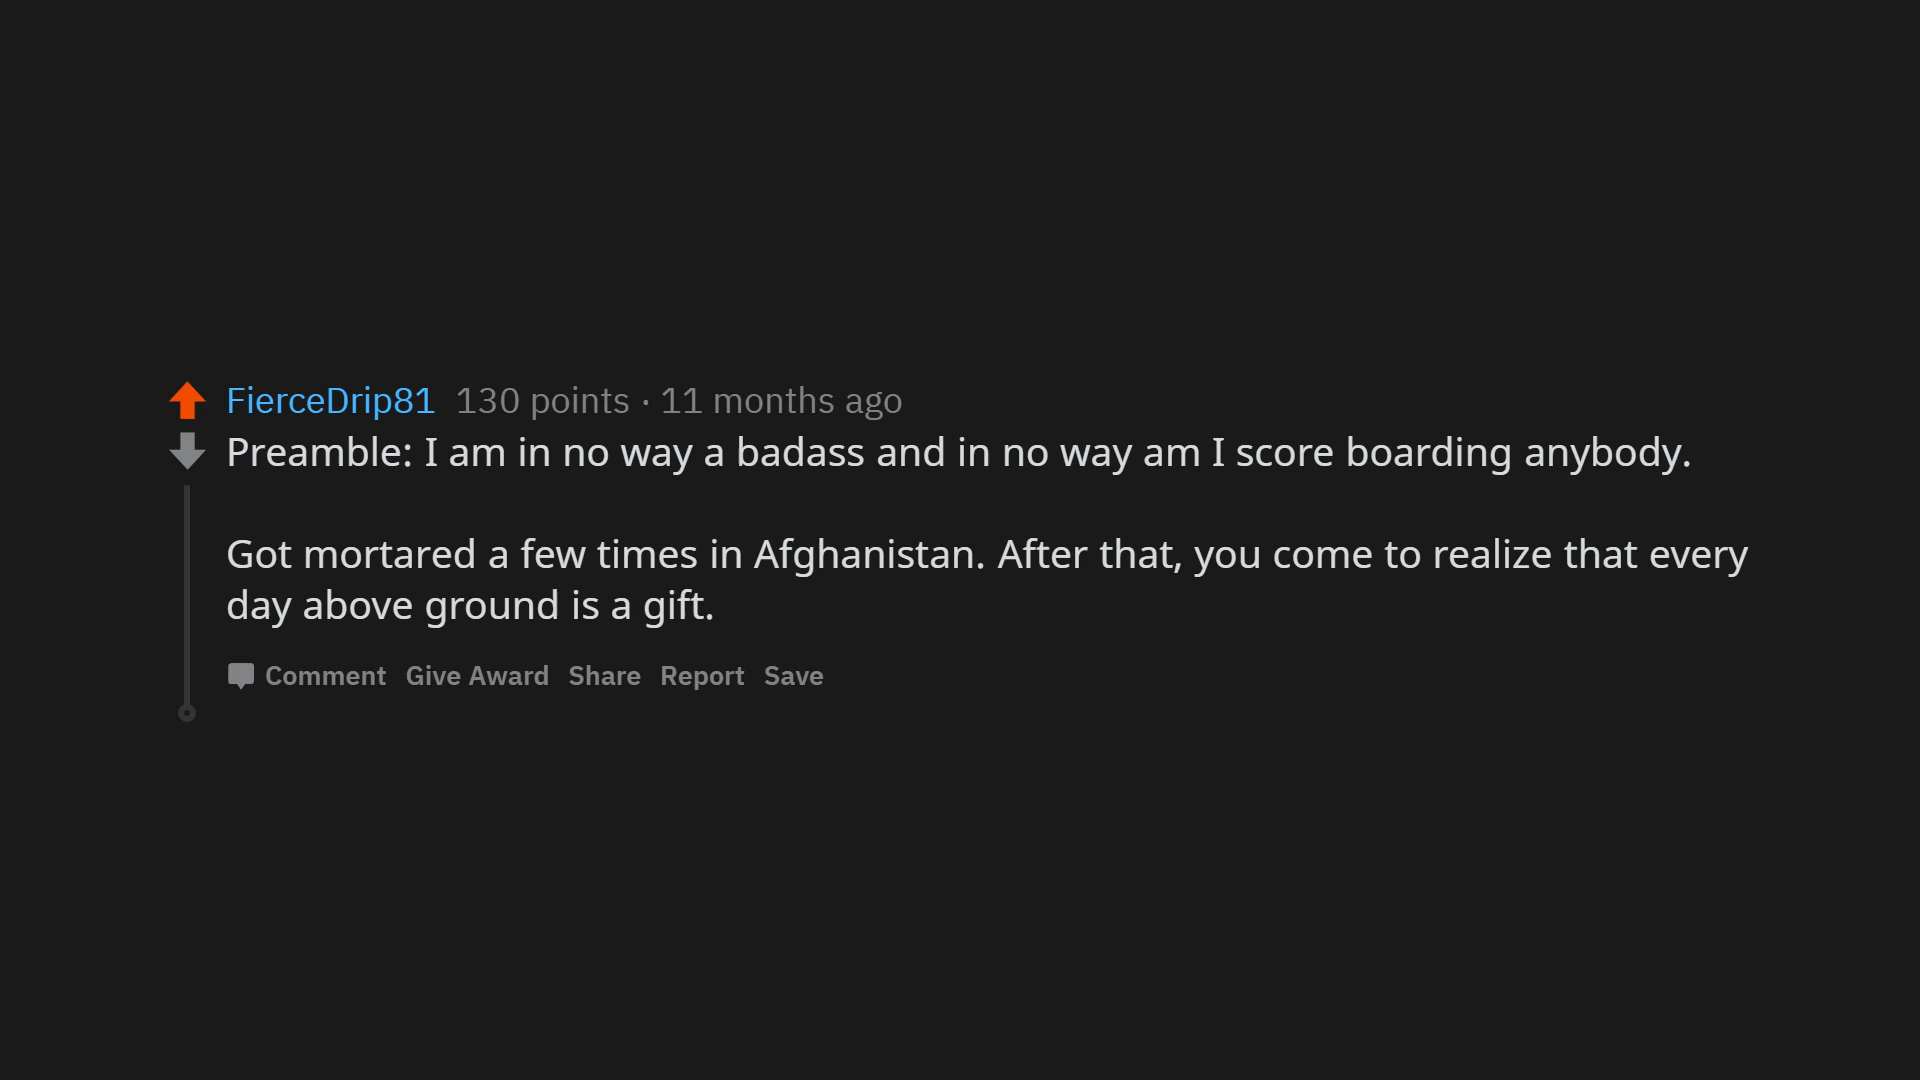 FierceDrip81 130 points · 11 months ago
Preamble: I am in no way a badass and in no way am I score boarding anybody.
Got mortared a few times in Afghanistan. After that, you come to realize that every
day above ground is a gift.
Comment Give Award Share Report Save